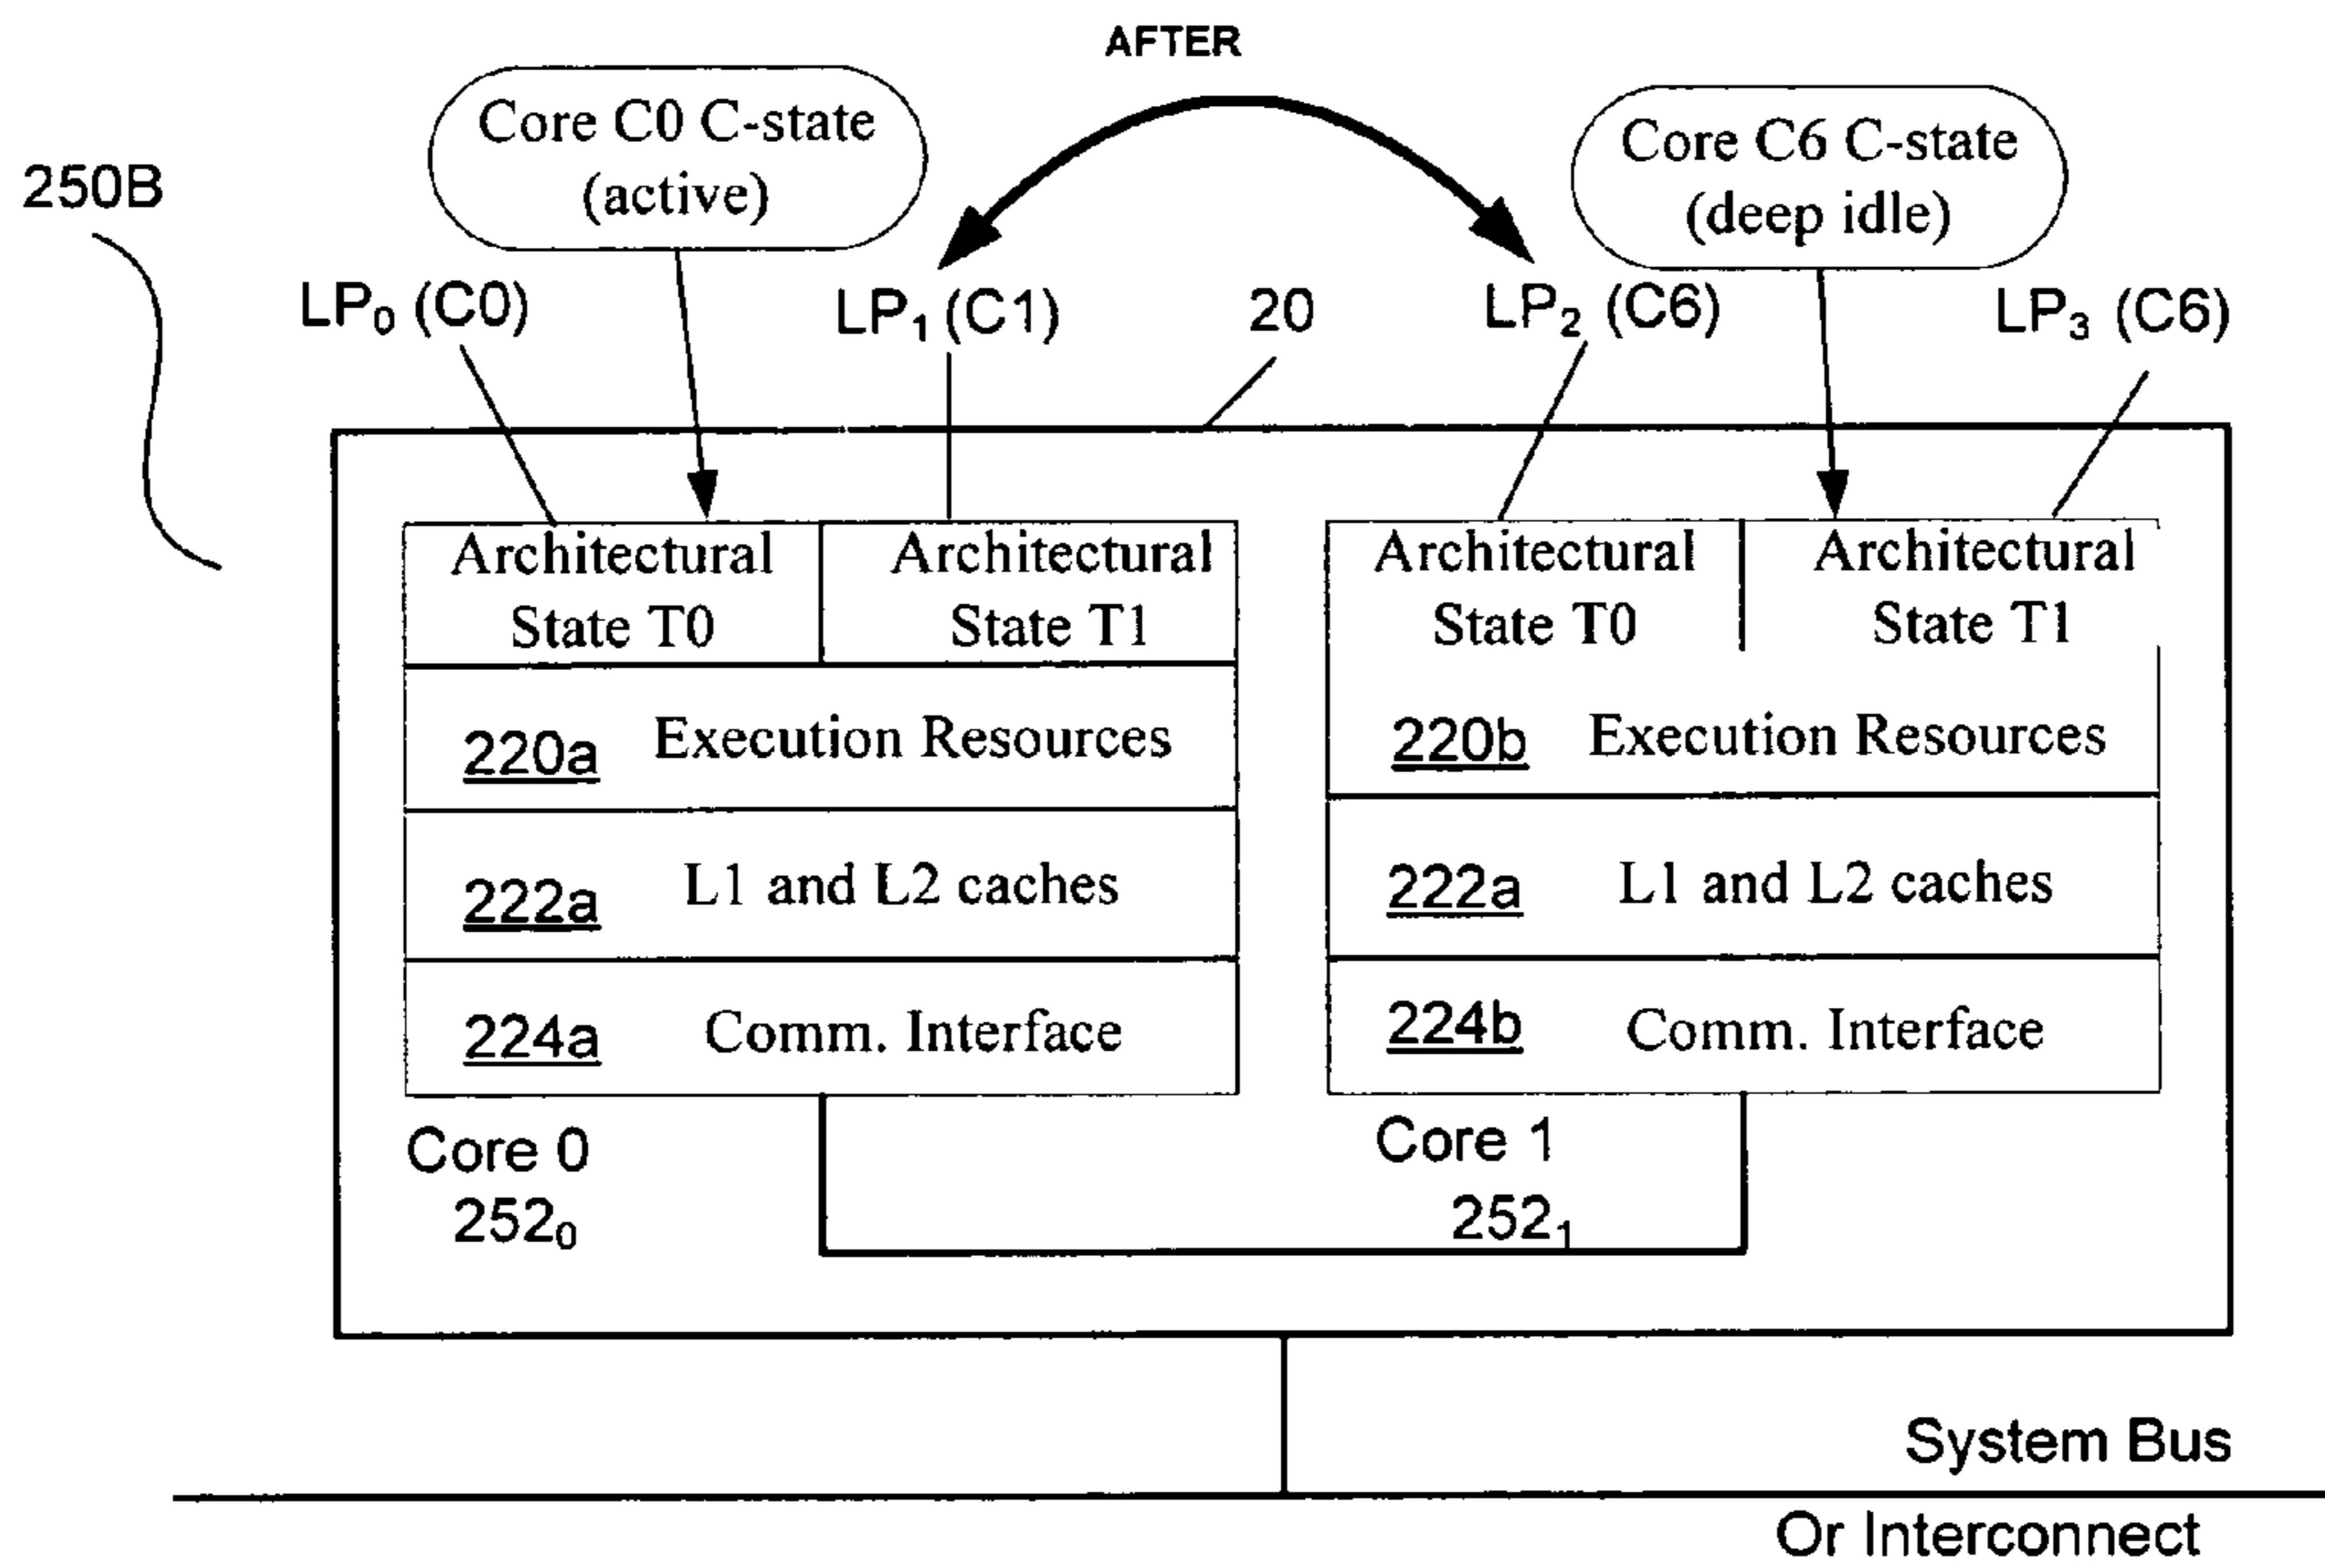 AFTER
Core C0 C-state
(active)
Core C6 C-state
(deep idle)
250B
LP₀ (C0)
LP₁ (C1)
20
LP₂ (C6)
LP₃ (C6)
Architectural
State T0
Architectural
State T1
220a Execution Resources
222a L1 and L2 caches
224a Comm. Interface
Core 0
252₀
Architectural
State T0
Architectural
State T1
220b Execution Resources
222a L1 and L2 caches
224b Comm. Interface
Core 1
252₁
System Bus
Or Interconnect